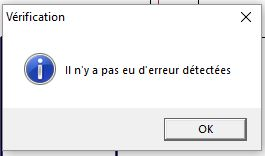 Vérification
Il n'y a pas eu d'erreur détectées
OK